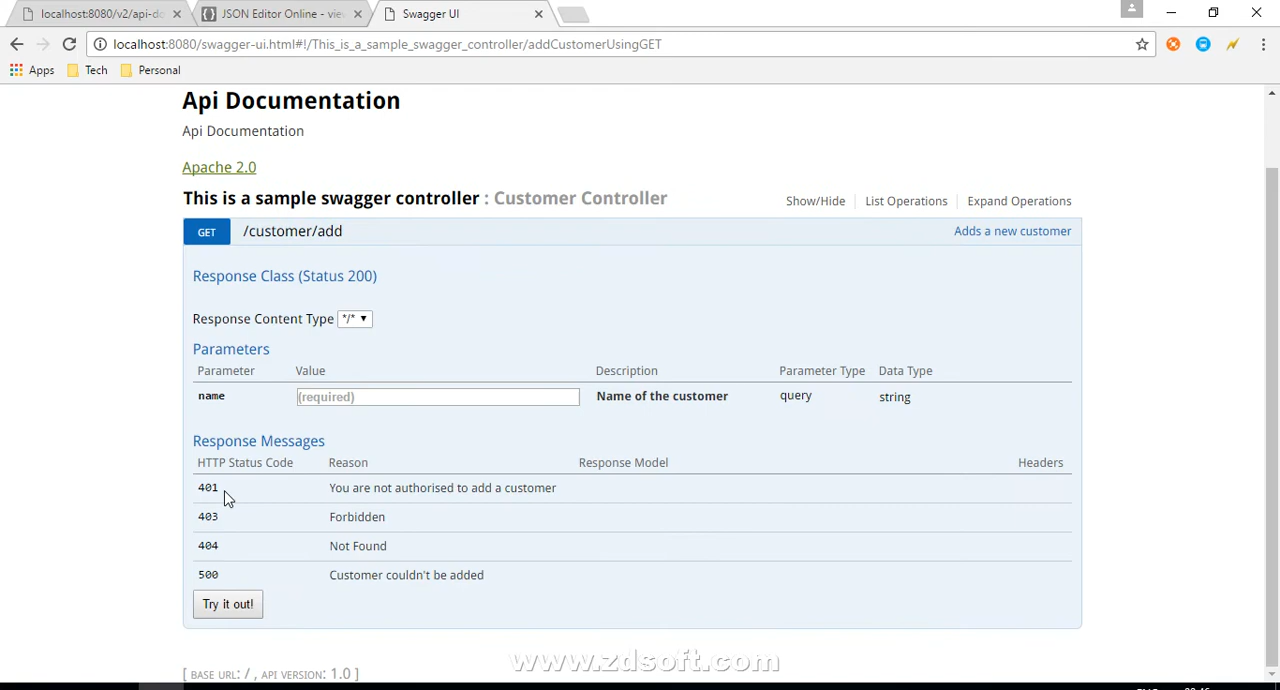 localhost:8080/v2/api-do
JSON Editor Online - vie
Swagger UI
localhost:8080/swagger-ui.html#!/This_is_a_sample_swagger_controller/addCustomerUsingGET
Apps Tech Personal
Api Documentation
Api Documentation
Apache 2.0
This is a sample swagger controller : Customer Controller
Show/Hide List Operations Expand Operations
GET /customer/add Adds a new customer
Response Class (Status 200)
Response Content Type */*
Parameters
Parameter Value Description Parameter Type Data Type
name (required) Name of the customer query string
Response Messages
HTTP Status Code Reason Response Model Headers
401 You are not authorised to add a customer
403 Forbidden
404 Not Found
500 Customer couldn't be added
Try it out!
[ BASE URL: / , API VERSION: 1.0 ]
www.zdsoft.com